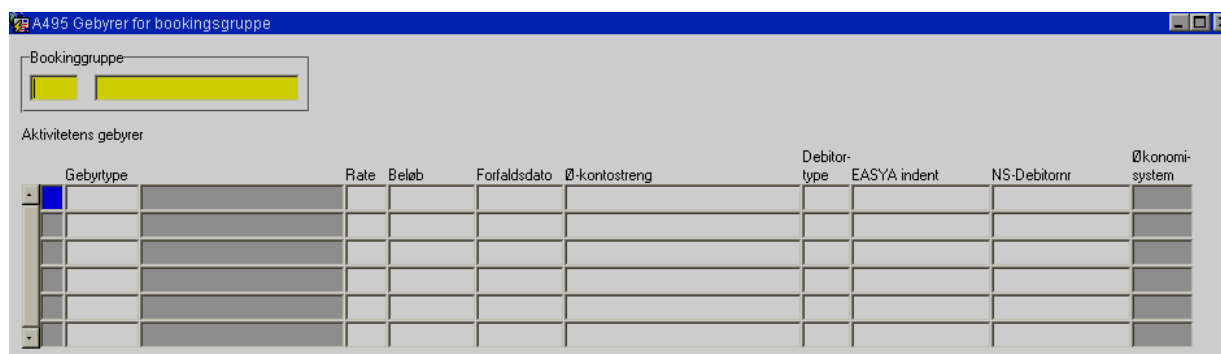 A495 Gebyrer for bookingsgruppe
Bookinggruppe
Aktivitetens gebyrer
Gebyrtype Rate Beløb Forfaldsdato Ø-kontostreng Debitor-type EASYA indent NS-Debitornr Økonomi-system